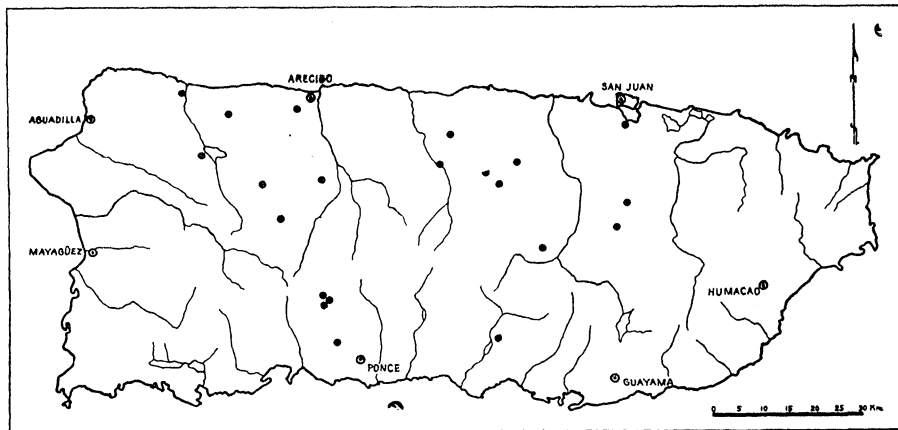 ARECIBO
SAN JUAN
AGUADILLA
N
MAYAGÜEZ
HUMACAO
PONCE
GUAYAMA
0 5 10 15 20 25 30 Km.